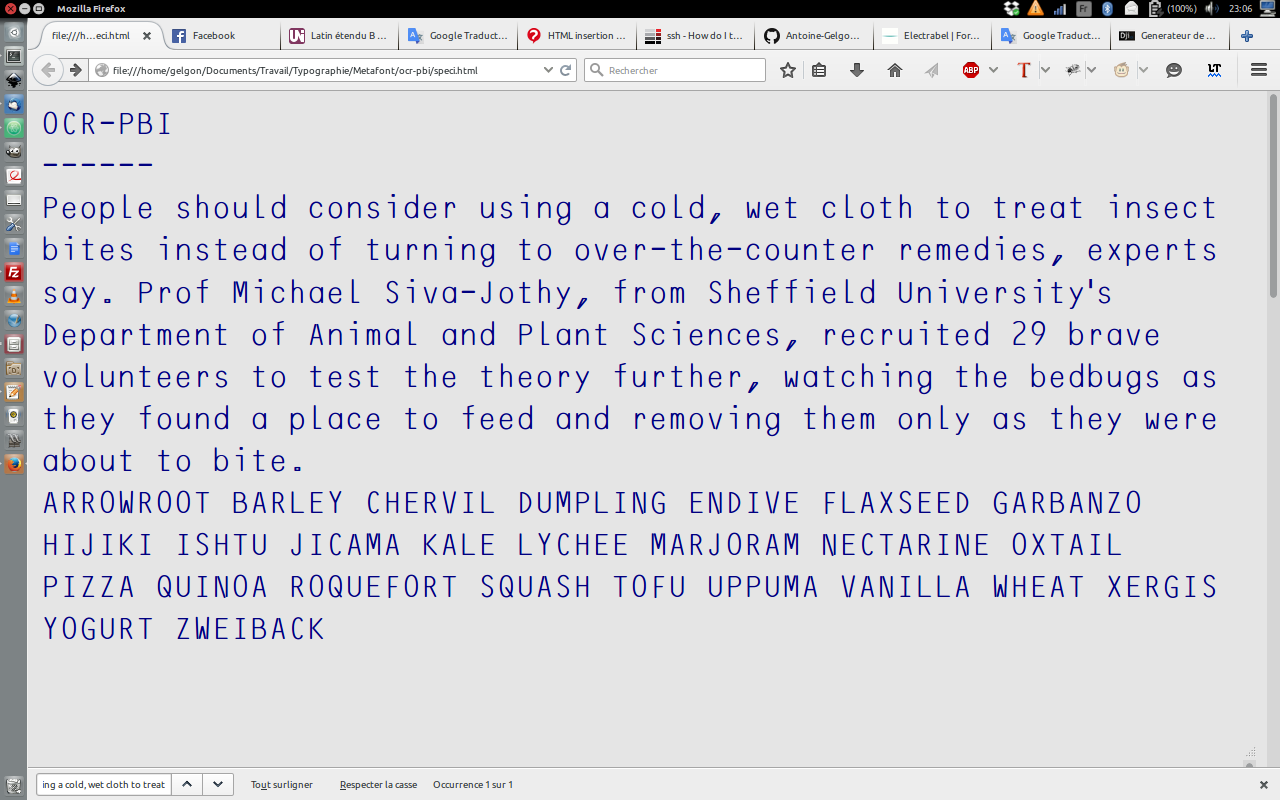 Mozilla Firefox
Fr
(100%)
23:06
file:///h...eci.html
Facebook
Latin étendu B ...
Google Traduct...
HTML insertion ...
ssh - How do I t...
Antoine-Gelgo...
Electrabel | For...
Google Traduct...
DJI
Generateur de ...
file:///home/gelgon/Documents/Travail/Typographie/Metafont/ocr-pbi/speci.html
Rechercher
ABP
T
LT
OCR-PBI
------
People should consider using a cold, wet cloth to treat insect
bites instead of turning to over-the-counter remedies, experts
say. Prof Michael Siva-Jothy, from Sheffield University's
Department of Animal and Plant Sciences, recruited 29 brave
volunteers to test the theory further, watching the bedbugs as
they found a place to feed and removing them only as they were
about to bite.
ARROWROOT BARLEY CHERVIL DUMPLING ENDIVE FLAXSEED GARBANZO
HIJIKI ISHTU JICAMA KALE LYCHEE MARJORAM NECTARINE OXTAIL
PIZZA QUINOA ROQUEFORT SQUASH TOFU UPPUMA VANILLA WHEAT XERGIS
YOGURT ZWEIBACK
ing a cold, wet cloth to treat
Tout surligner
Respecter la casse
Occurrence 1 sur 1